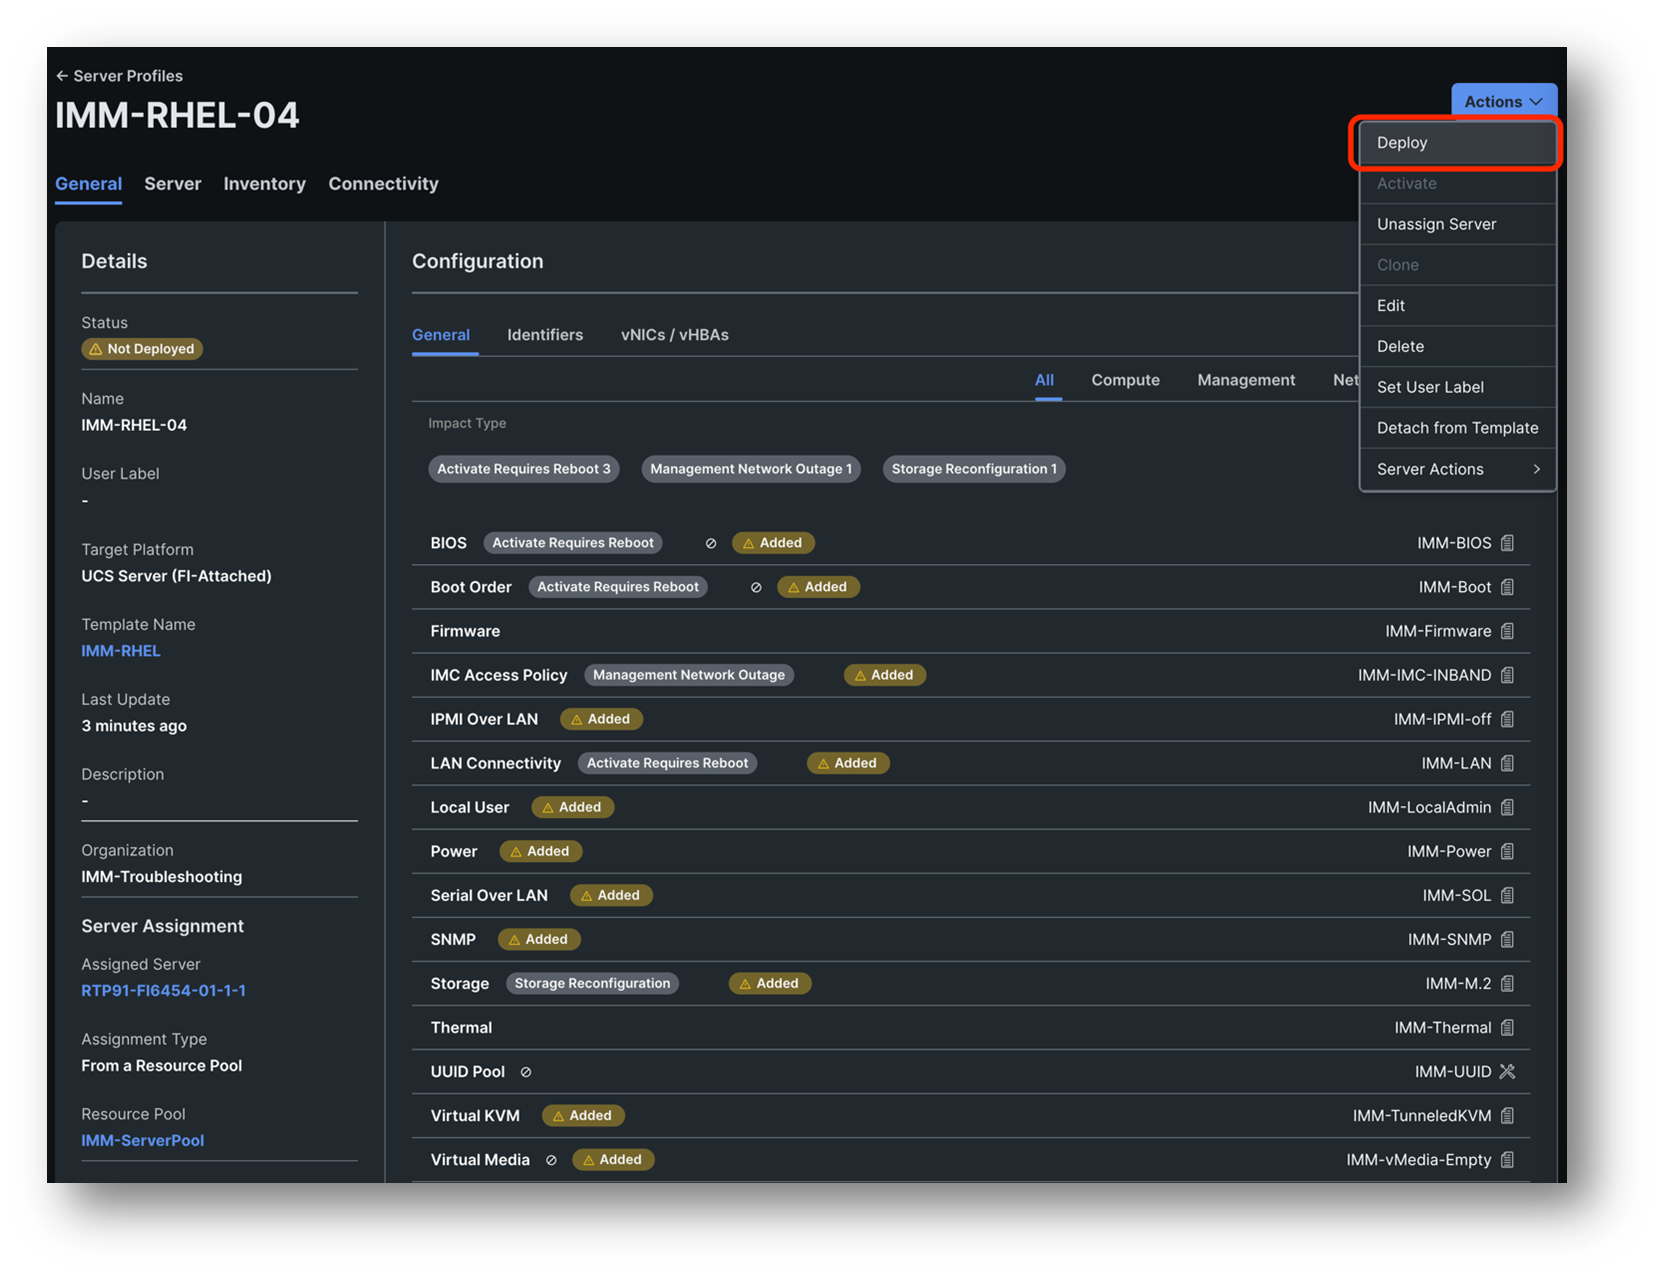 ← Server Profiles
IMM-RHEL-04
Actions
Deploy
Activate
Unassign Server
Clone
Edit
Delete
Set User Label
Detach from Template
Server Actions
General Server Inventory Connectivity
Details
Status
Not Deployed
Name
IMM-RHEL-04
User Label
-
Target Platform
UCS Server (FI-Attached)
Template Name
IMM-RHEL
Last Update
3 minutes ago
Description
-
Organization
IMM-Troubleshooting
Server Assignment
Assigned Server
RTP91-FI6454-01-1-1
Assignment Type
From a Resource Pool
Resource Pool
IMM-ServerPool
Configuration
General Identifiers vNICs / vHBAs
All Compute Management Net
Impact Type
Activate Requires Reboot 3 Management Network Outage 1 Storage Reconfiguration 1
BIOS Activate Requires Reboot Added IMM-BIOS
Boot Order Activate Requires Reboot Added IMM-Boot
Firmware IMM-Firmware
IMC Access Policy Management Network Outage Added IMM-IMC-INBAND
IPMI Over LAN Added IMM-IPMI-off
LAN Connectivity Activate Requires Reboot Added IMM-LAN
Local User Added IMM-LocalAdmin
Power Added IMM-Power
Serial Over LAN Added IMM-SOL
SNMP Added IMM-SNMP
Storage Storage Reconfiguration Added IMM-M.2
Thermal IMM-Thermal
UUID Pool IMM-UUID
Virtual KVM Added IMM-TunneledKVM
Virtual Media Added IMM-vMedia-Empty